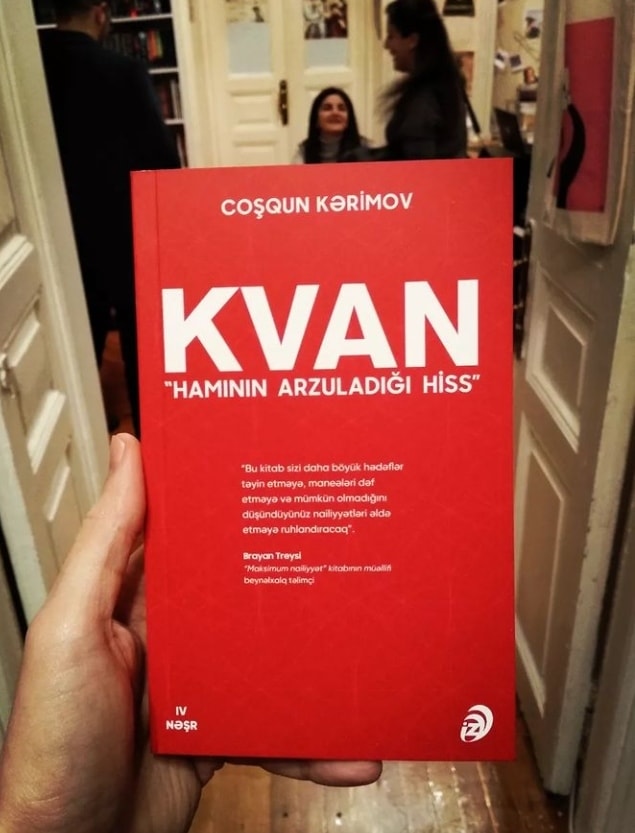 COŞQUN KƏRİMOV
KVAN
"HAMININ ARZULADIĞI HİSS"
"Bu kitab sizi daha böyük hədəflər
təyin etməyə, maneələri dəf
etməyə və mümkün olmadığını
düşündüyünüz nailiyyətləri əldə
etməyə ruhlandıracaq".
Brayan Treysi
"Maksimum nailiyyət" kitabının müəllifi
beynəlxalq təlimçi
IV
NƏŞR
iz